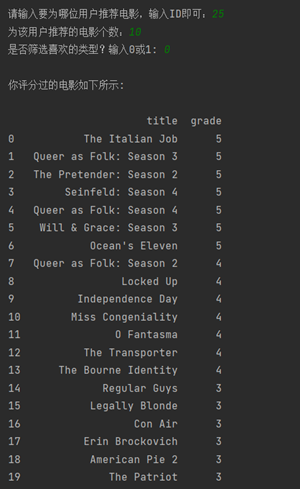 请输入要为哪位用户推荐电影，输入ID即可：25
为该用户推荐的电影个数：10
是否筛选喜欢的类型？输入0或1：0
你评分过的电影如下所示：
title grade
0 The Italian Job 5
1 Queer as Folk: Season 3 5
2 The Pretender: Season 2 5
3 Seinfeld: Season 4 5
4 Queer as Folk: Season 4 5
5 Will & Grace: Season 3 5
6 Ocean's Eleven 5
7 Queer as Folk: Season 2 4
8 Locked Up 4
9 Independence Day 4
10 Miss Congeniality 4
11 O Fantasma 4
12 The Transporter 4
13 The Bourne Identity 4
14 Regular Guys 3
15 Legally Blonde 3
16 Con Air 3
17 Erin Brockovich 3
18 American Pie 2 3
19 The Patriot 3